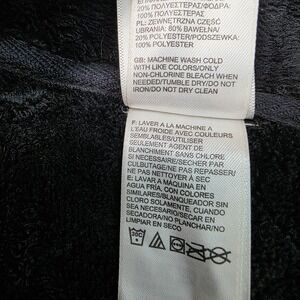 20% ΠΟΛΥΕΣΤΕΡΑΣ/ΦΟΔΡΑ:
100% ΠΟΛΥΕΣΤΕΡΑΣ
PL: ZEWNĘTRZNA CZĘŚĆ
UBRANIA: 80% BAWEŁNA/
20% POLYESTER/PODSZEWKA:
100% POLYESTER
GB: MACHINE WASH COLD
WITH LIKE COLORS/ONLY
NON-CHLORINE BLEACH WHEN
NEEDED/TUMBLE DRY/DO NOT
IRON/DO NOT DRY CLEAN
F: LAVER A LA MACHINE A
L'EAU FROIDE AVEC COULEURS
SEMBLABLES/UTILISER
SEULEMENT AGENT DE
BLANCHIMENT SANS CHLORE
SI NECESSAIRE/SECHER PAR
CULBUTAGE/NE PAS REPASSER/
NE PAS NETTOYER À SEC
E: LAVAR A MÁQUINA EN
AGUA FRÍA, CON COLORES
SIMILARES/BLANQUEADOR SIN
CLORO SOLAMENTE, CUANDO
SEA NECESARIO/SECAR EN
SECADORA/NO PLANCHAR/NO
LIMPIAR EN SECO